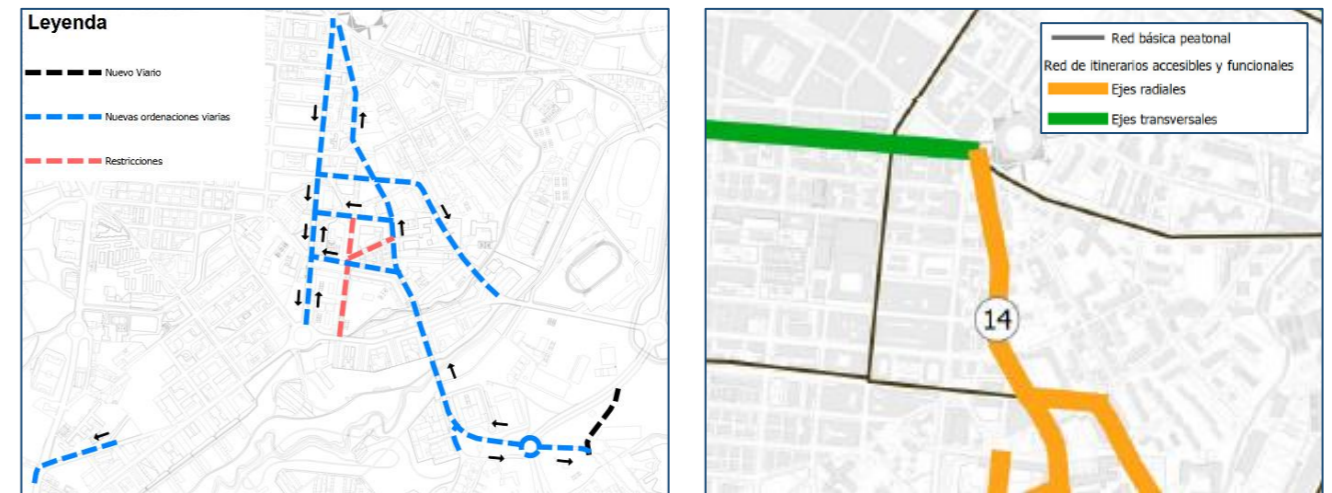 Leyenda
Nuevo Viario
Nuevas ordenaciones viarias
Restricciones
Red básica peatonal
Red de itinerarios accesibles y funcionales
Ejes radiales
Ejes transversales
14